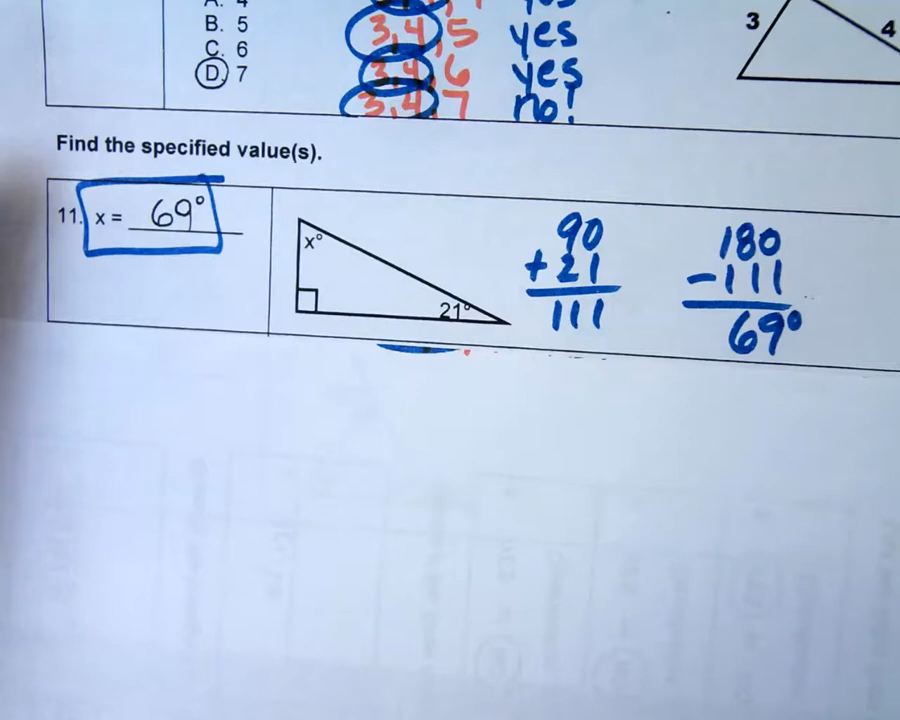 A. 4
B. 5
C. 6
D. 7
3,4,5 yes
3,4,6 yes
3,4,7 no!
3
4
Find the specified value(s).
11. x = 69°
x°
21°
90
+ 21
111
180
- 111
69°